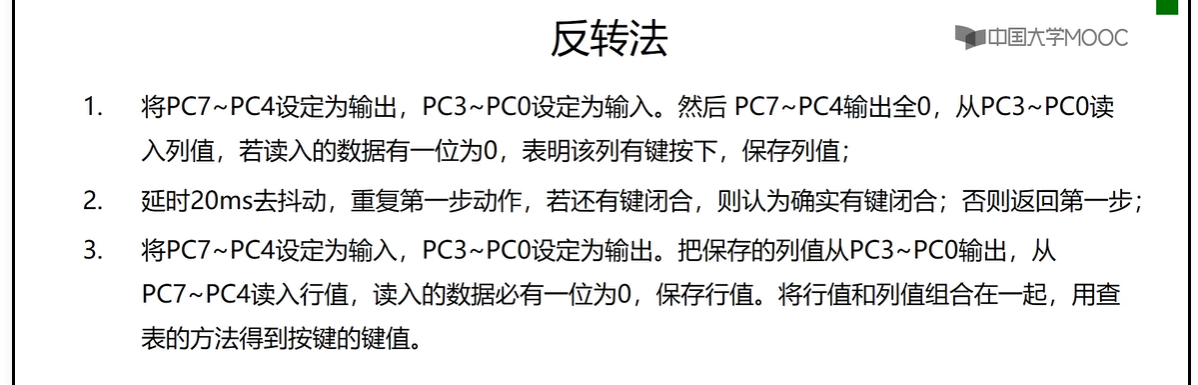 反转法
中国大学MOOC
1. 将PC7~PC4设定为输出，PC3~PC0设定为输入。然后 PC7~PC4输出全0，从PC3~PC0读
入列值，若读入的数据有一位为0，表明该列有键按下，保存列值；
2. 延时20ms去抖动，重复第一步动作，若还有键闭合，则认为确实有键闭合；否则返回第一步；
3. 将PC7~PC4设定为输入，PC3~PC0设定为输出。把保存的列值从PC3~PC0输出，从
PC7~PC4读入行值，读入的数据必有一位为0，保存行值。将行值和列值组合在一起，用查
表的方法得到按键的键值。